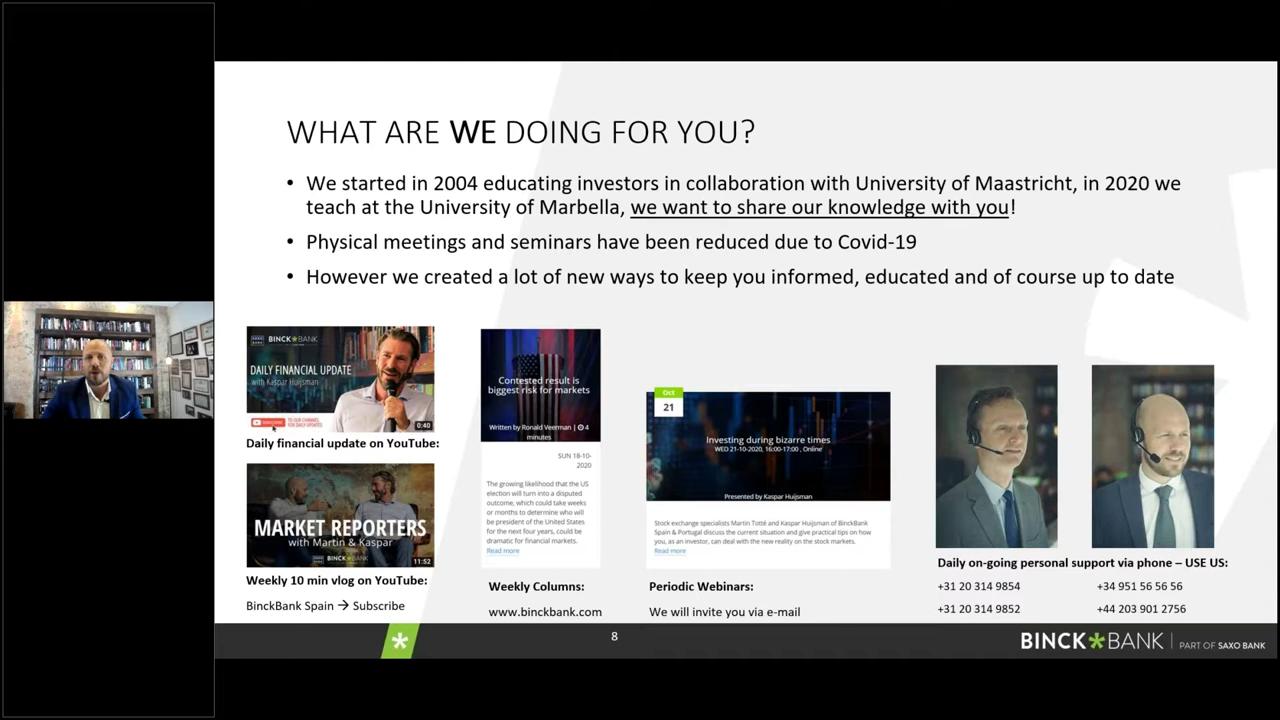 WHAT ARE WE DOING FOR YOU?
• We started in 2004 educating investors in collaboration with University of Maastricht, in 2020 we
teach at the University of Marbella, we want to share our knowledge with you!
• Physical meetings and seminars have been reduced due to Covid-19
• However we created a lot of new ways to keep you informed, educated and of course up to date
BINCK BANK
DAILY FINANCIAL UPDATE
with Kaspar Huijsman
TO OUR CHANNEL
FOR DAILY UPDATES
0:40
Daily financial update on YouTube:
MARKET REPORTERS
with Martin & Kaspar
BINCK BANK
11:52
Weekly 10 min vlog on YouTube:
BinckBank Spain → Subscribe
Contested result is
biggest risk for markets
Written by Ronald Veerman | 4
minutes
SUN 18-10-
2020
The growing likelihood that the US
election will turn into a disputed
outcome, which could take weeks
or months to determine who will
be president of the United States
for the next four years, could be
dramatic for financial markets.
Read more
Weekly Columns:
www.binckbank.com
Oct
21
Investing during bizarre times
WED 21-10-2020, 16:00-17:00 , Online
Presented by Kaspar Huijsman
Stock exchange specialists Martin Totté and Kaspar Huijsman of BinckBank
Spain & Portugal discuss the current situation and give practical tips on how
you, as an investor, can deal with the new reality on the stock markets.
Read more
Periodic Webinars:
We will invite you via e-mail
Daily on-going personal support via phone – USE US:
+31 20 314 9854 +34 951 56 56 56
+31 20 314 9852 +44 203 901 2756
8
BINCK BANK | PART OF SAXO BANK